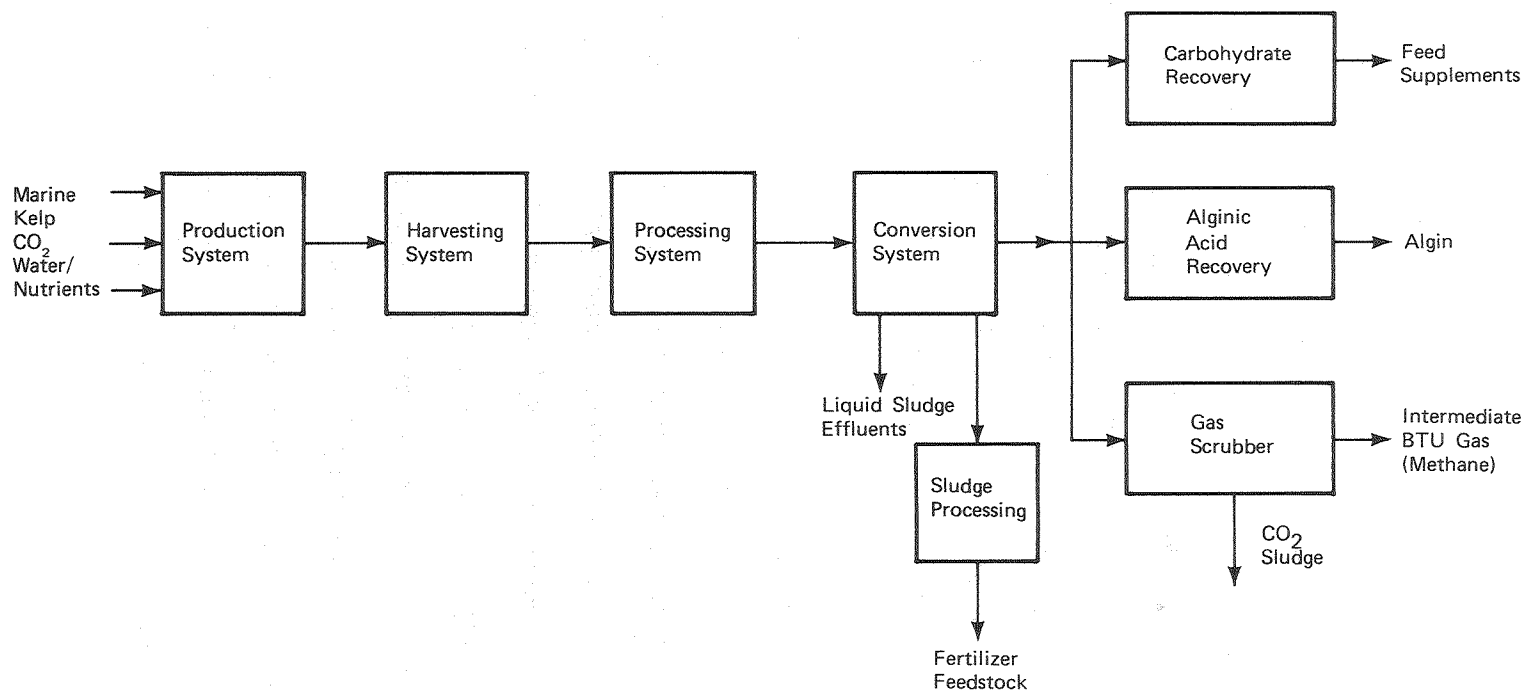 Marine
Kelp
CO2
Water/
Nutrients
Production
System
Harvesting
System
Processing
System
Conversion
System
Carbohydrate
Recovery
Feed
Supplements
Alginic
Acid
Recovery
Algin
Gas
Scrubber
Intermediate
BTU Gas
(Methane)
CO2
Sludge
Liquid Sludge
Effluents
Sludge
Processing
Fertilizer
Feedstock